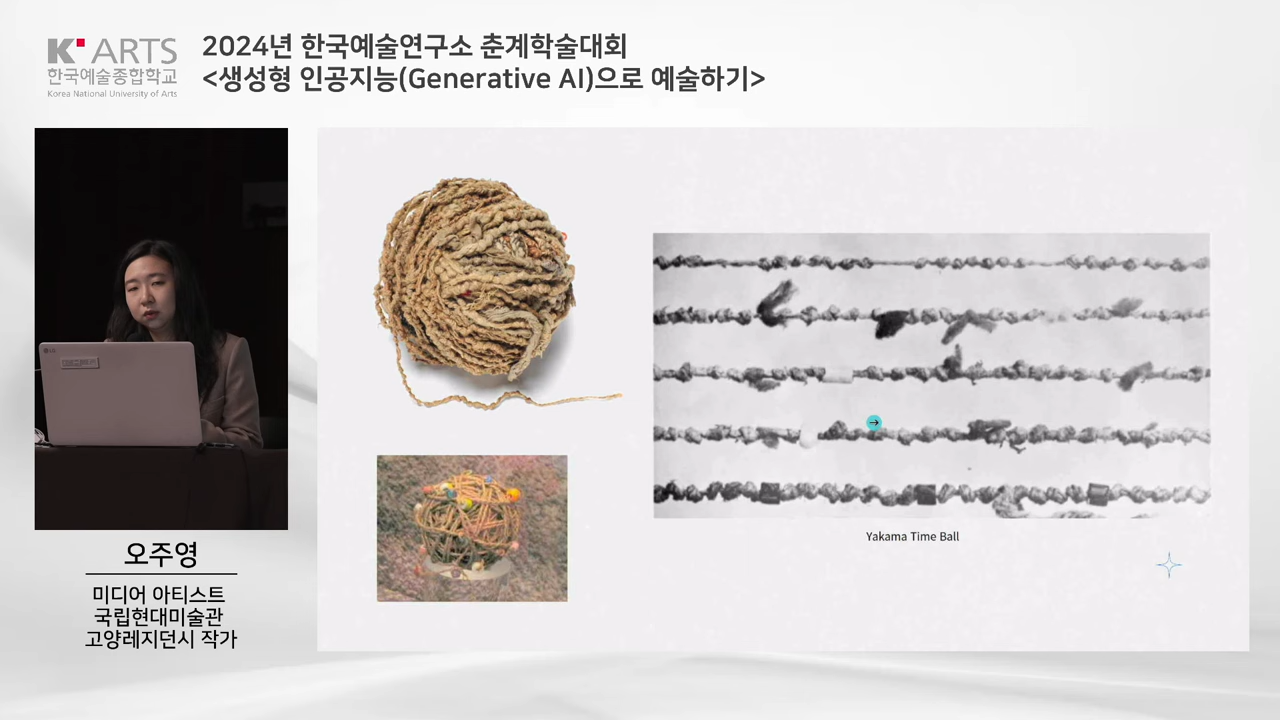 K ARTS
한국예술종합학교
Korea National University of Arts
2024년 한국예술연구소 춘계학술대회
<생성형 인공지능(Generative AI)으로 예술하기>
LG
오주영
미디어 아티스트
국립현대미술관
고양레지던시 작가
Yakama Time Ball